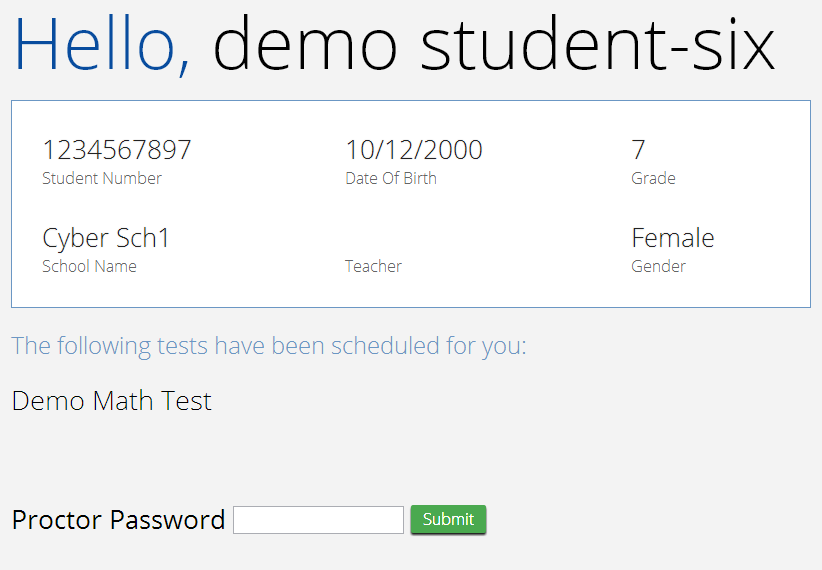 Hello, demo student-six
1234567897 10/12/2000 7
Student Number Date Of Birth Grade
Cyber Sch1 Female
School Name Teacher Gender
The following tests have been scheduled for you:
Demo Math Test
Proctor Password Submit